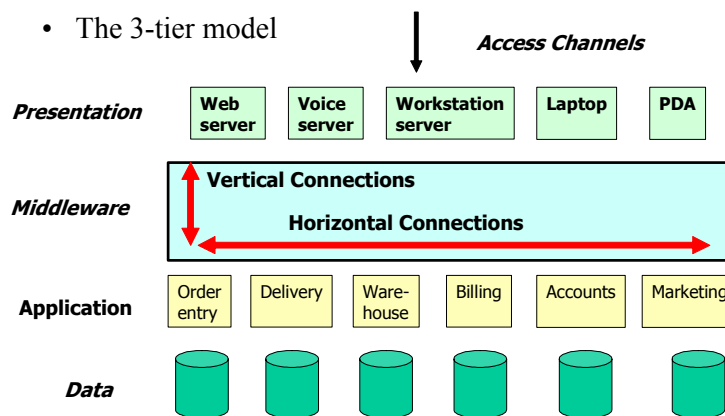 • The 3-tier model
Access Channels
Presentation
Web
server
Voice
server
Workstation
server
Laptop
PDA
Middleware
Vertical Connections
Horizontal Connections
Application
Order
entry
Delivery
Ware-
house
Billing
Accounts
Marketing
Data